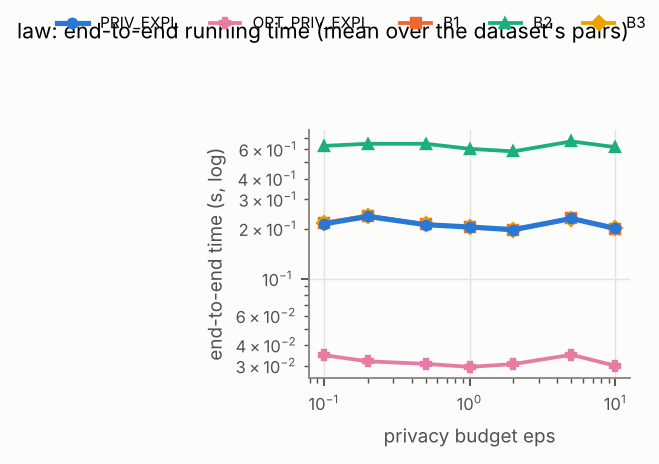 PRIV_EXPL OPT_PRIV_EXPL B1 B2 B3
law: end-to-end running time (mean over the dataset's pairs)
end-to-end time (s, log)
6 × 10⁻¹
4 × 10⁻¹
3 × 10⁻¹
2 × 10⁻¹
10⁻¹
6 × 10⁻²
4 × 10⁻²
3 × 10⁻²
10⁻¹ 10⁰ 10¹
privacy budget eps